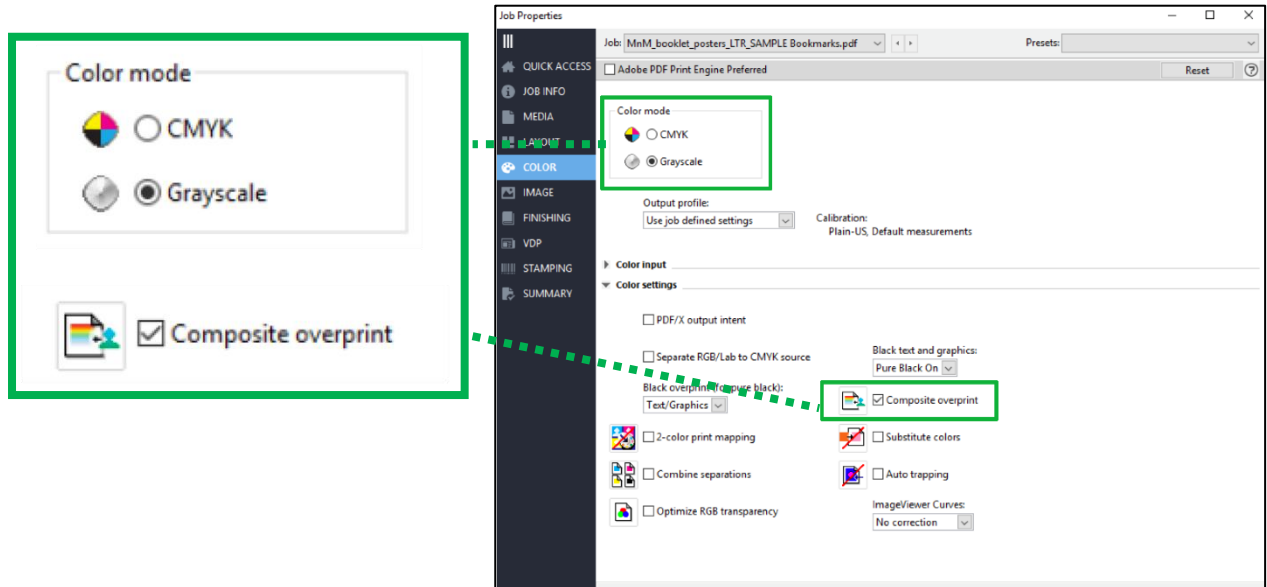 Color mode
CMYK
Grayscale
Composite overprint
Job Properties
Job: MnM_booklet_posters_LTR_SAMPLE Bookmarks.pdf
Presets:
QUICK ACCESS
Adobe PDF Print Engine Preferred
Reset
JOB INFO
MEDIA
LAYOUT
COLOR
IMAGE
FINISHING
VDP
STAMPING
SUMMARY
Color mode
CMYK
Grayscale
Output profile:
Use job defined settings
Calibration:
Plain-US, Default measurements
Color input
Color settings
PDF/X output intent
Separate RGB/Lab to CMYK source
Black text and graphics:
Pure Black On
Black overprint (for pure black):
Text/Graphics
Composite overprint
2-color print mapping
Substitute colors
Combine separations
Auto trapping
Optimize RGB transparency
ImageViewer Curves:
No correction